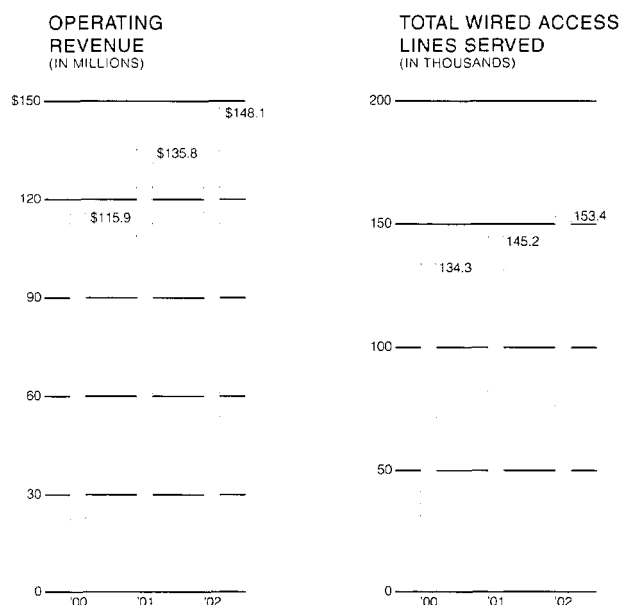 OPERATING
REVENUE
(IN MILLIONS)
$150
$148.1
$135.8
120
$115.9
90
60
30
0
'00 '01 '02
TOTAL WIRED ACCESS
LINES SERVED
(IN THOUSANDS)
200
150
153.4
145.2
134.3
100
50
0
'00 '01 '02